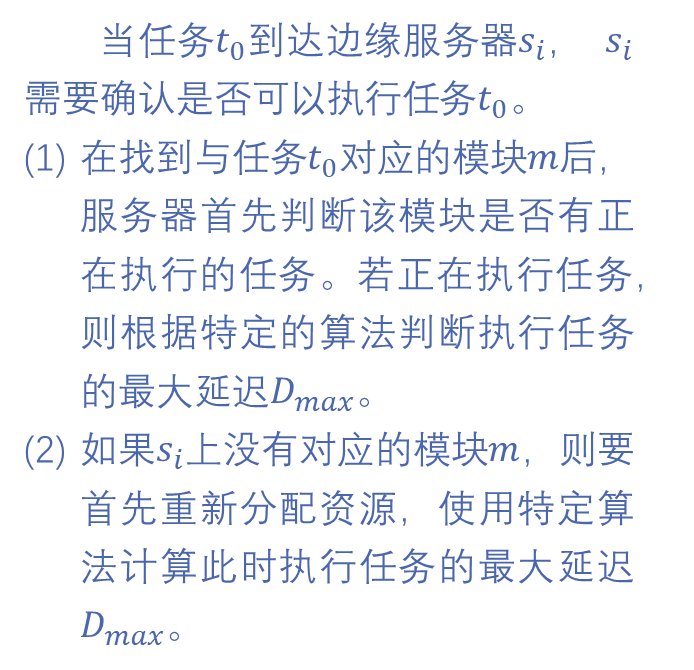 当任务t₀到达边缘服务器sᵢ, sᵢ
需要确认是否可以执行任务t₀。
(1) 在找到与任务t₀对应的模块m后,
服务器首先判断该模块是否有正
在执行的任务。若正在执行任务,
则根据特定的算法判断执行任务
的最大延迟Dₘₐₓ。
(2) 如果sᵢ上没有对应的模块m, 则要
首先重新分配资源, 使用特定算
法计算此时执行任务的最大延迟
Dₘₐₓ。